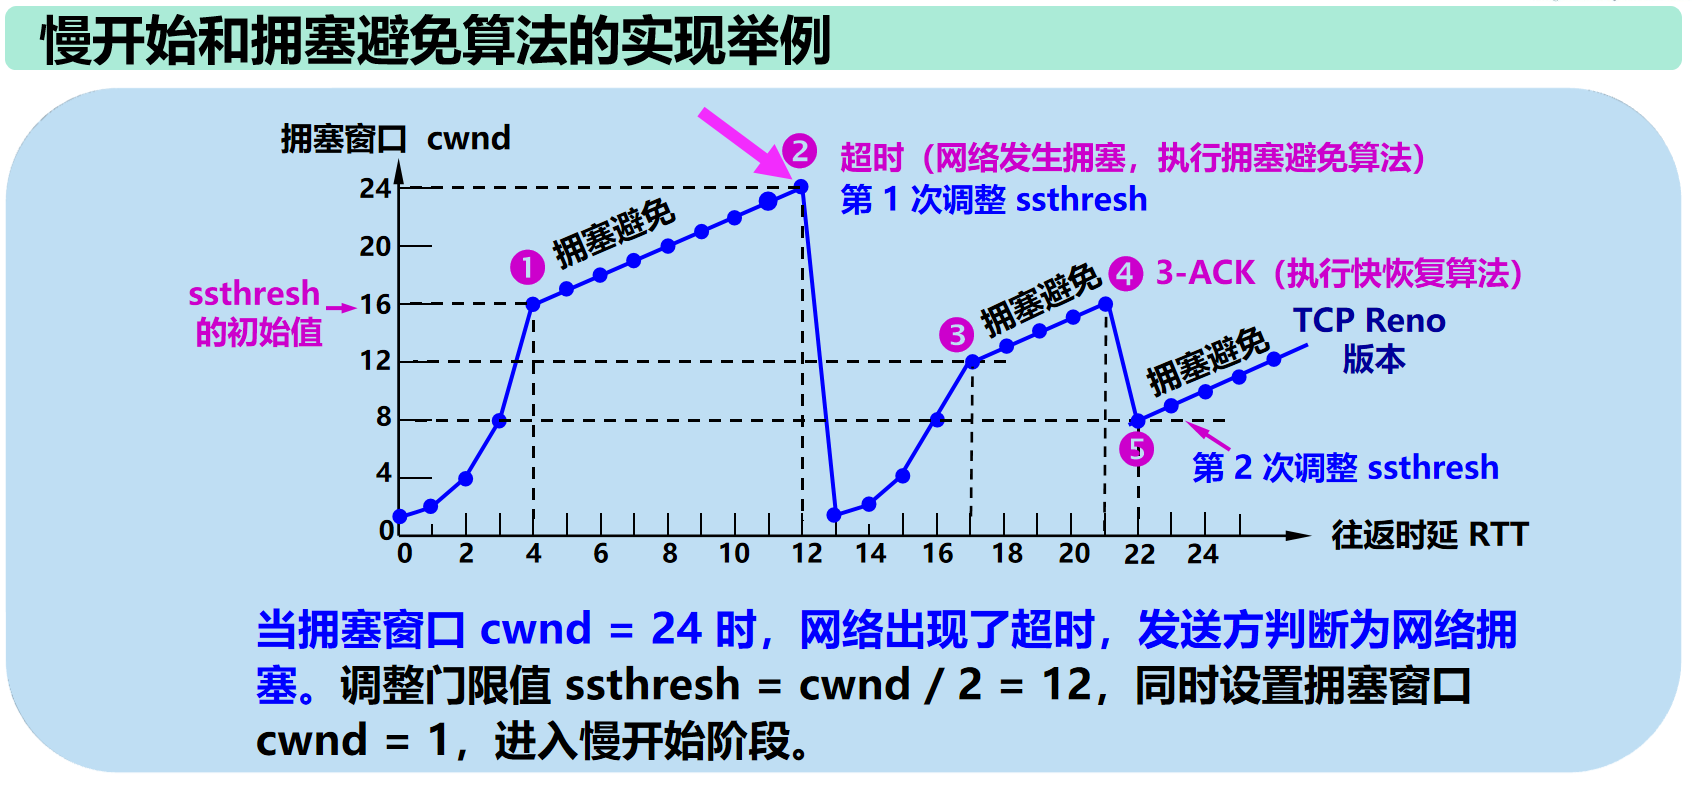 慢开始和拥塞避免算法的实现举例
拥塞窗口 cwnd
24
20
16
12
8
4
0
ssthresh
的初始值
❶
拥塞避免
❷
超时（网络发生拥塞，执行拥塞避免算法）
第 1 次调整 ssthresh
❸
拥塞避免
❹
3-ACK（执行快恢复算法）
TCP Reno
版本
拥塞避免
❺
第 2 次调整 ssthresh
0 2 4 6 8 10 12 14 16 18 20 22 24
往返时延 RTT
当拥塞窗口 cwnd = 24 时，网络出现了超时，发送方判断为网络拥
塞。调整门限值 ssthresh = cwnd / 2 = 12，同时设置拥塞窗口
cwnd = 1，进入慢开始阶段。